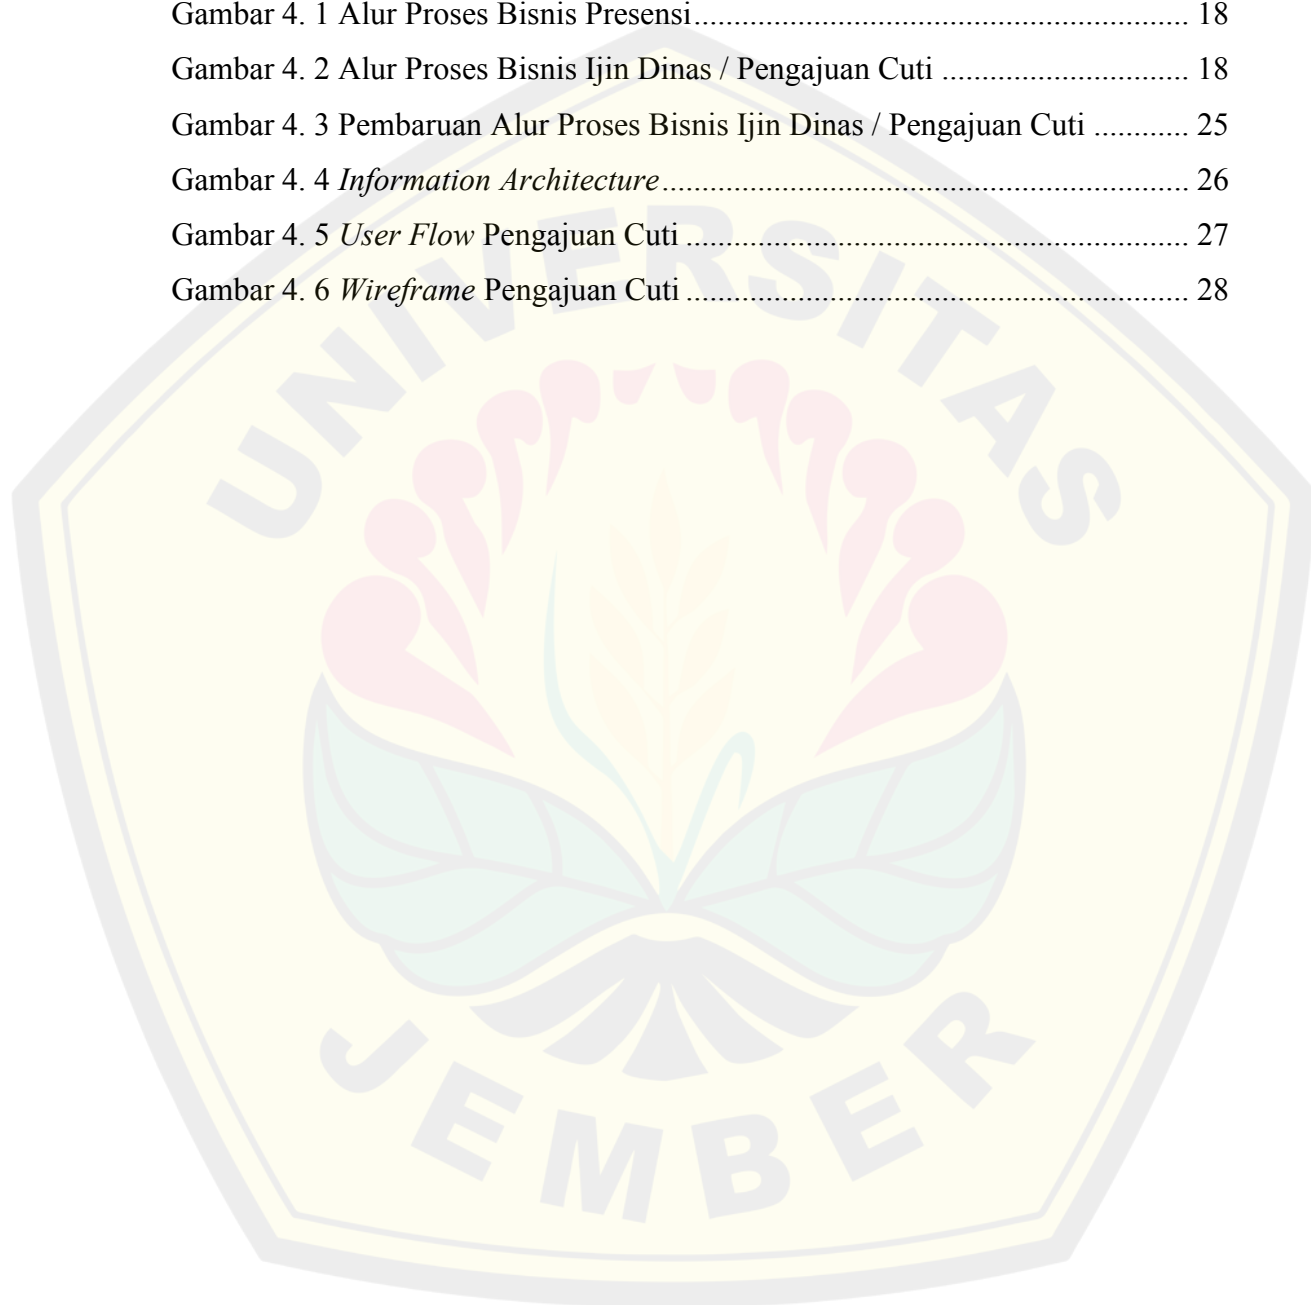 Gambar 4. 1 Alur Proses Bisnis Presensi.............................................................. 18
Gambar 4. 2 Alur Proses Bisnis Ijin Dinas / Pengajuan Cuti ............................... 18
Gambar 4. 3 Pembaruan Alur Proses Bisnis Ijin Dinas / Pengajuan Cuti ............ 25
Gambar 4. 4 Information Architecture.................................................................. 26
Gambar 4. 5 User Flow Pengajuan Cuti ............................................................... 27
Gambar 4. 6 Wireframe Pengajuan Cuti ............................................................... 28
UNIVERSITAS
JEMBER